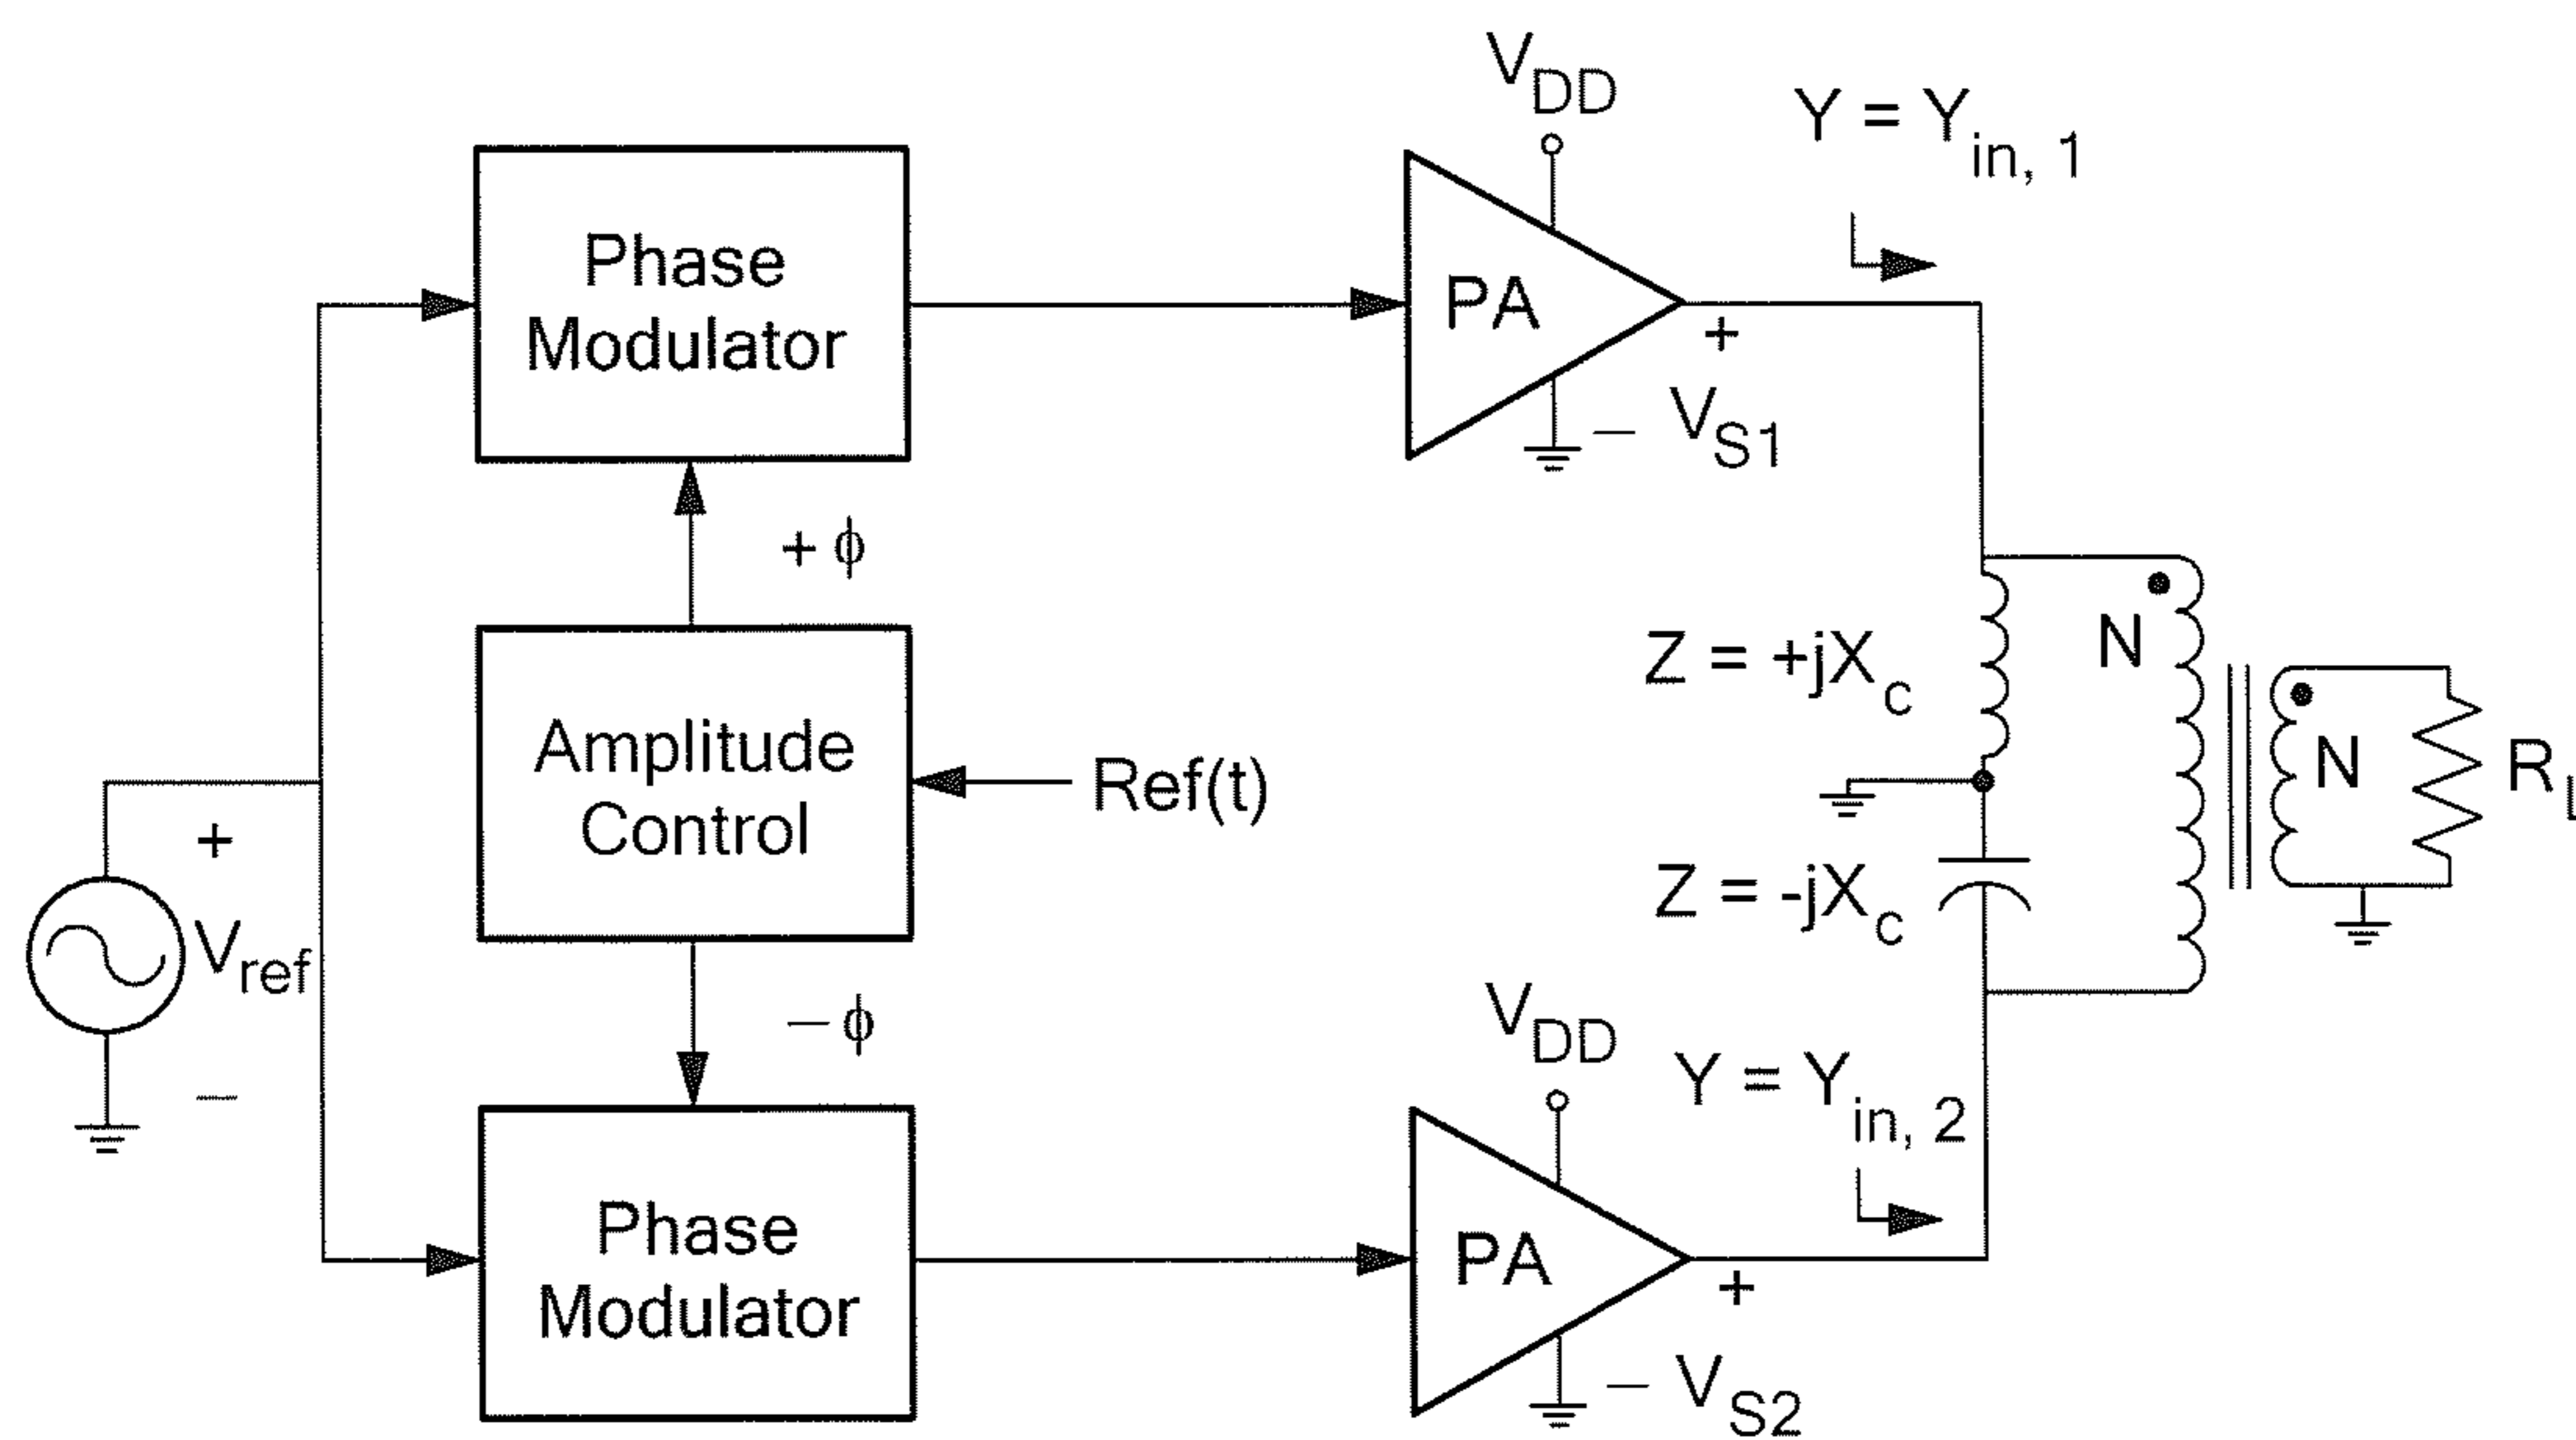 V_DD
Y = Y_in, 1
Phase
Modulator
PA
+
− V_S1
+ ϕ
N
Z = +jX_c
N
Amplitude
Control
Ref(t)
+
V_ref
−
Z = -jX_c
− ϕ
V_DD
Y = Y_in, 2
Phase
Modulator
PA
+
− V_S2